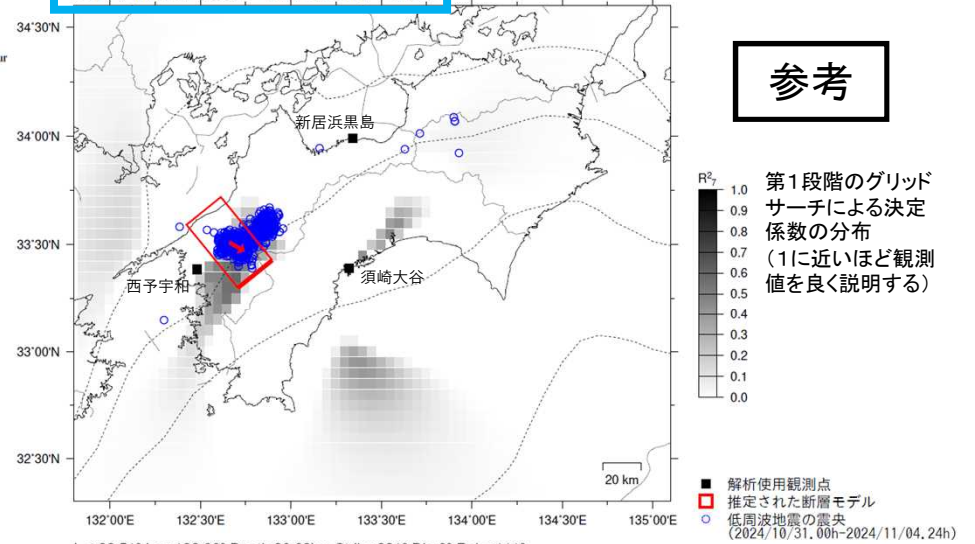 参考
34°30'N
34°00'N
33°30'N
33°00'N
32°30'N
新居浜黒島
西予宇和
須崎大谷
20 km
132°00'E
132°30'E
133°00'E
133°30'E
134°00'E
134°30'E
135°00'E
R²₇
1.0
0.9
0.8
0.7
0.6
0.5
0.4
0.3
0.2
0.1
0.0
第1段階のグリッド
サーチによる決定
係数の分布
(1に近いほど観測
値を良く説明する)
解析使用観測点
推定された断層モデル
低周波地震の震央
(2024/10/31.00h-2024/11/04.24h)